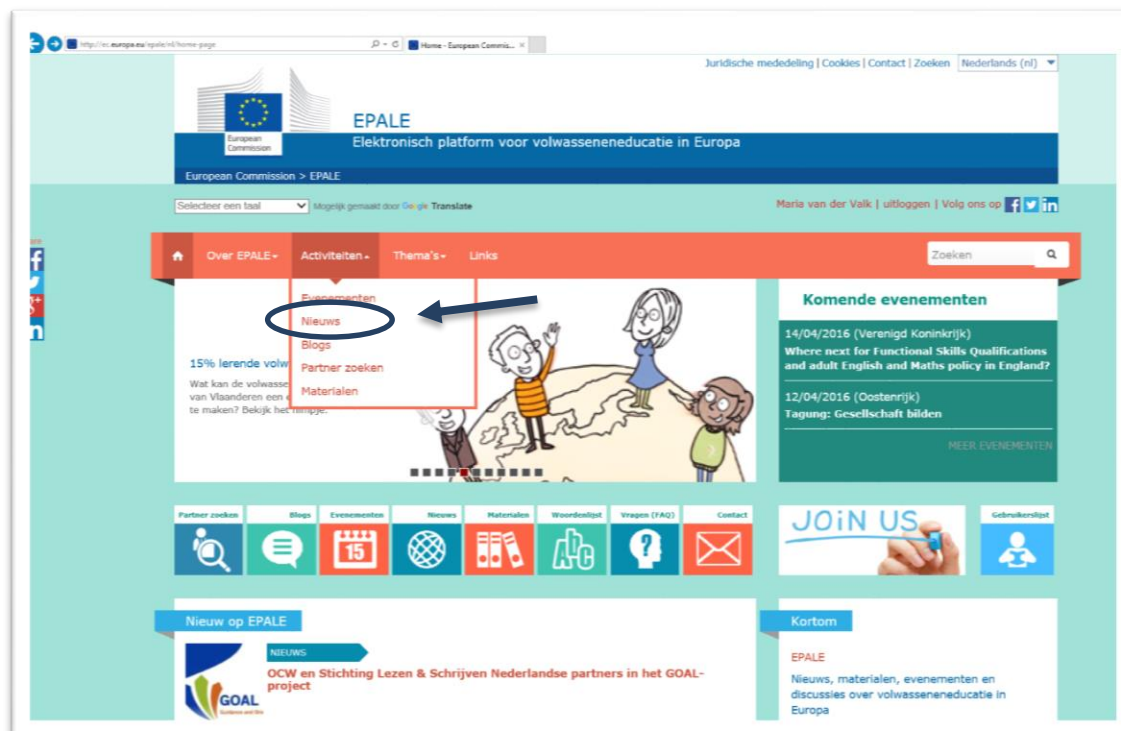 http://ec.europa.eu/epale/nl/home-page
Home - European Commis...
Juridische mededeling | Cookies | Contact | Zoeken
Nederlands (nl)
European
Commission
EPALE
Elektronisch platform voor volwasseneneducatie in Europa
European Commission > EPALE
Selecteer een taal
Mogelijk gemaakt door Google Translate
Maria van der Valk | uitloggen | Volg ons op
Over EPALE
Activiteiten
Thema's
Links
Zoeken
Evenementen
Nieuws
Blogs
Partner zoeken
Materialen
15% lerende volw
Wat kan de volwasse
van Vlaanderen een
te maken? Bekijk het filmpje.
Komende evenementen
14/04/2016 (Verenigd Koninkrijk)
Where next for Functional Skills Qualifications
and adult English and Maths policy in England?
12/04/2016 (Oostenrijk)
Tagung: Gesellschaft bilden
MEER EVENEMENTEN
Partner zoeken
Blogs
Evenementen
15
Nieuws
Materialen
Woordenlijst
Abc
Vragen (FAQ)
?
Contact
JOiN US
Gebruikerslijst
Nieuw op EPALE
NIEUWS
OCW en Stichting Lezen & Schrijven Nederlandse partners in het GOAL-
project
GOAL
Kortom
EPALE
Nieuws, materialen, evenementen en
discussies over volwasseneneducatie in
Europa